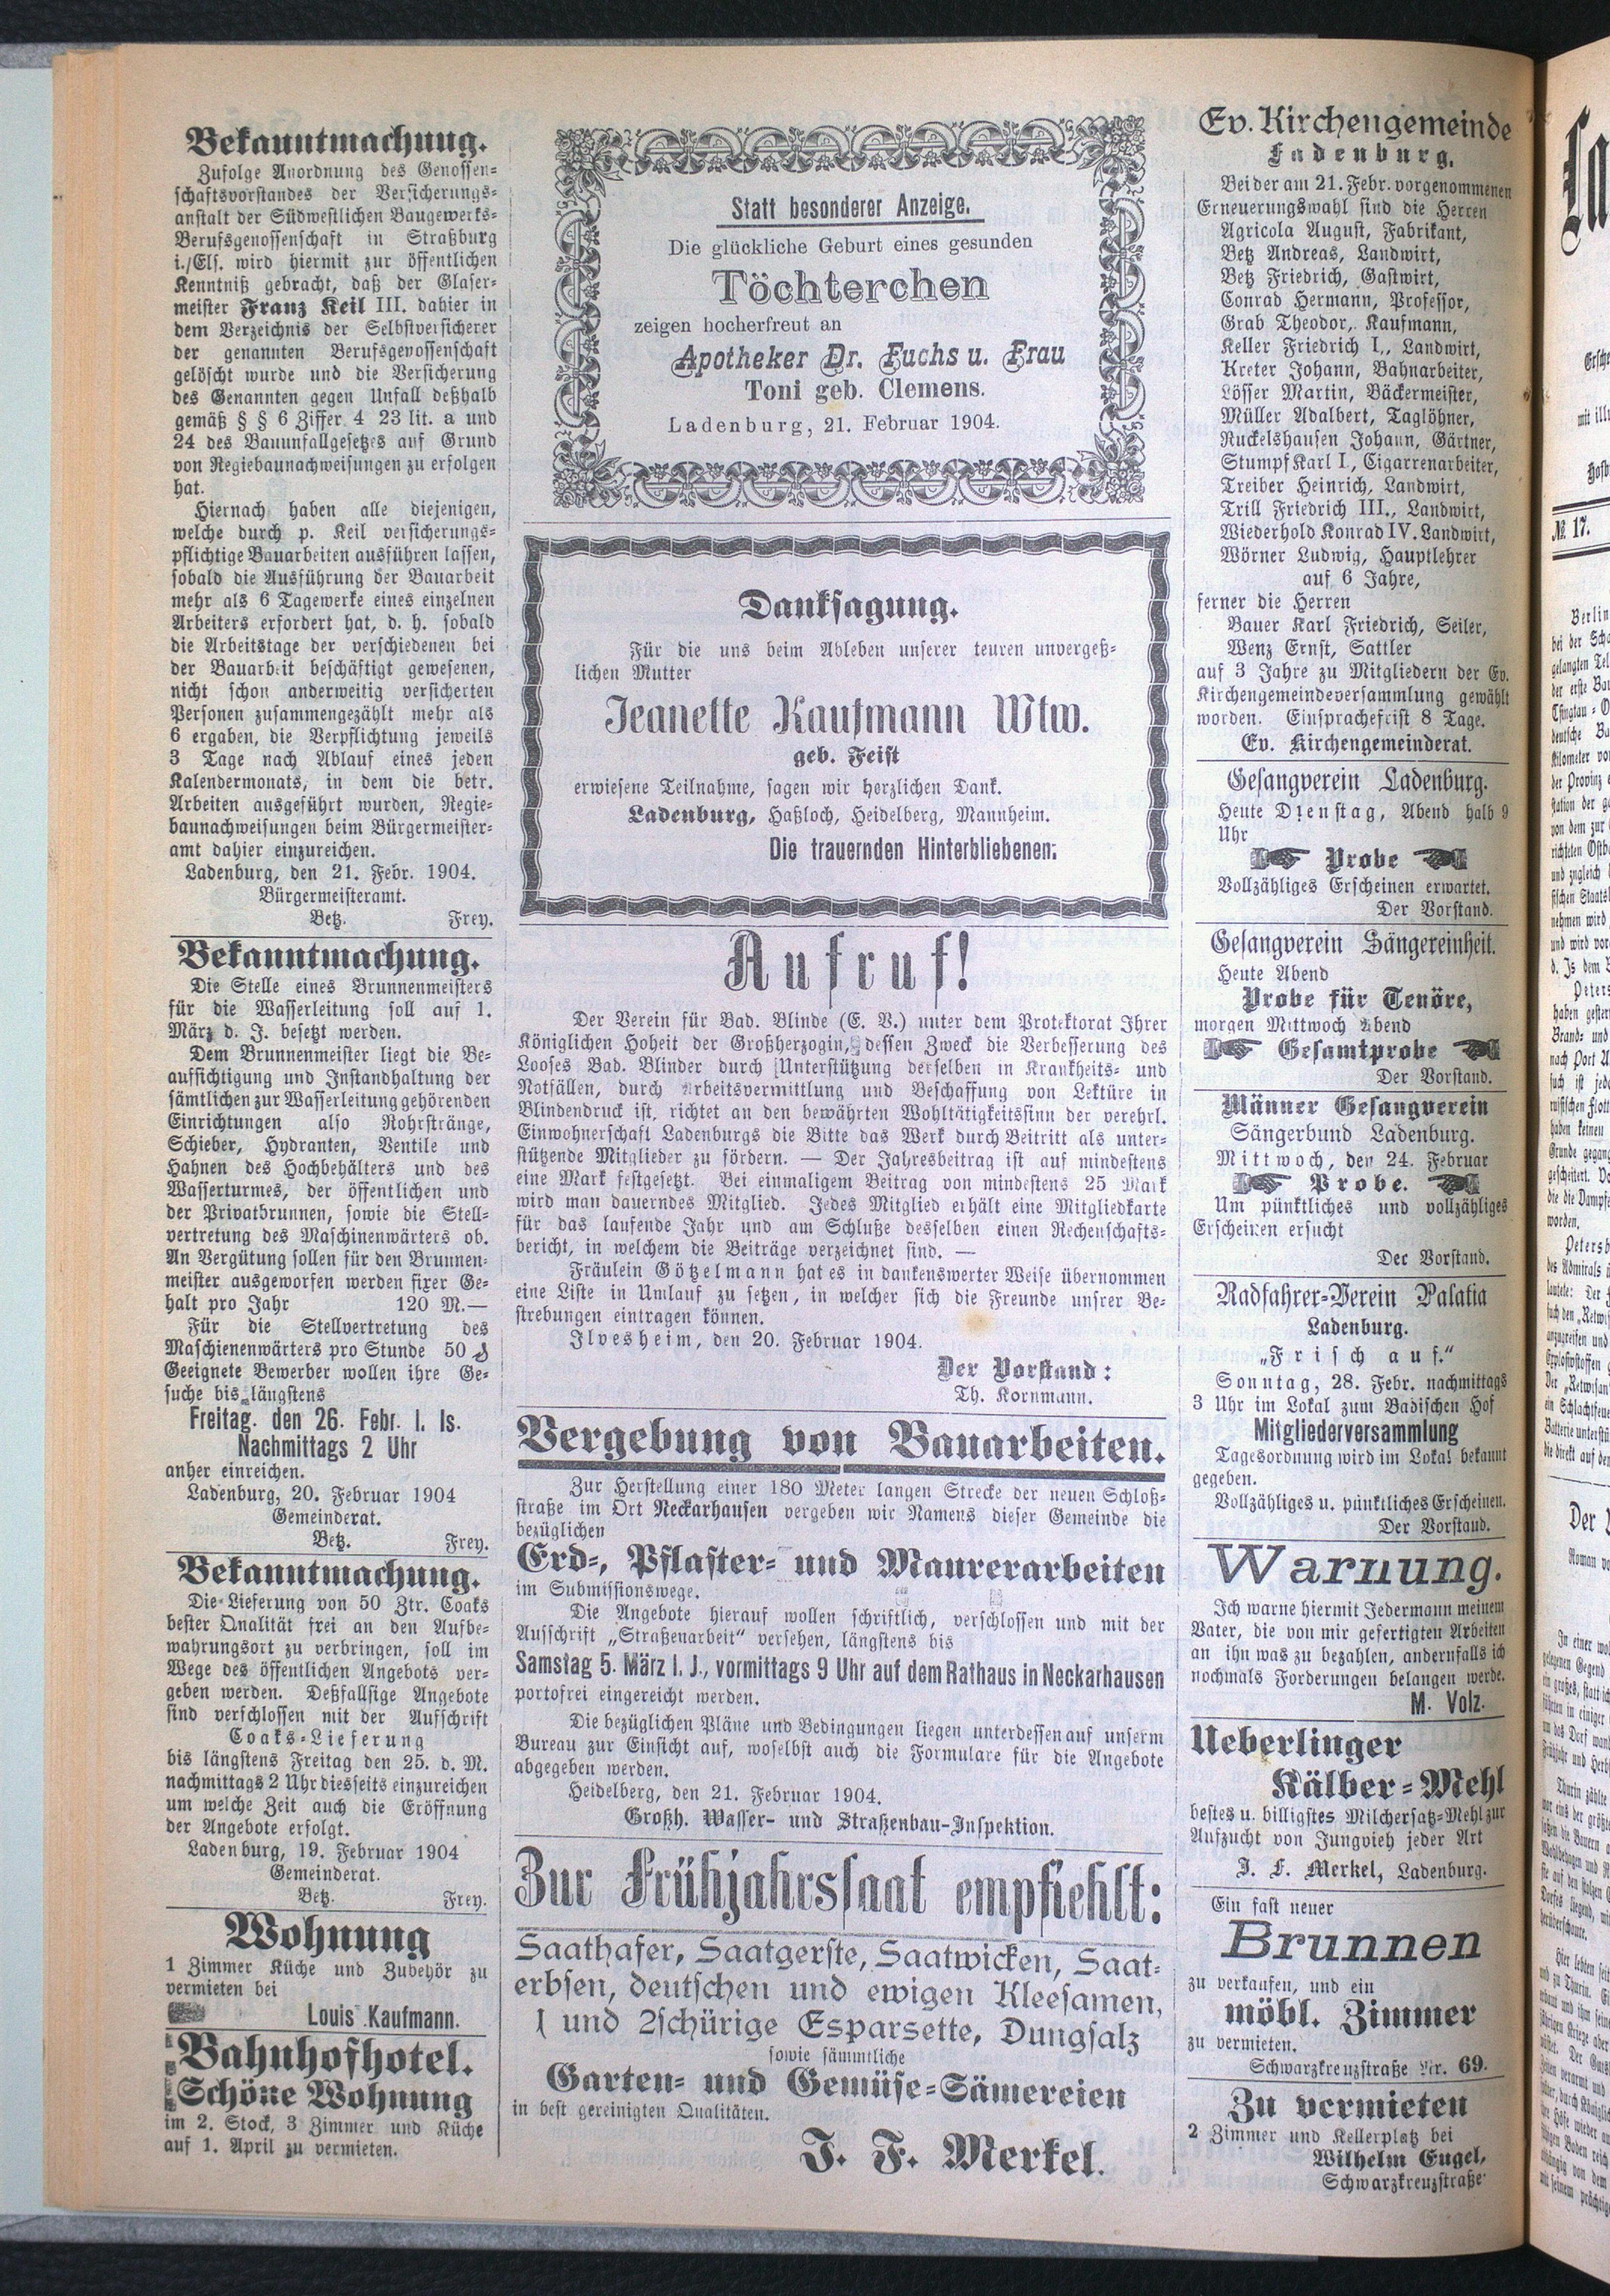 Bekanntmachung.
Zufolge Anordnung des Genossen-
schaftsvorstandes der Versicherungs-
anstalt der Südwestlichen Baugewerks-
Berufsgenossenschaft in Straßburg
i./Els. wird hiermit zur öffentlichen
Kenntniß gebracht, daß der Glaser-
meister Franz Keil III. dahier in
dem Verzeichnis der Selbstversicherer
der genannten Berufsgenossenschaft
gelöscht wurde und die Versicherung
des Genannten gegen Unfall deßhalb
gemäß § § 6 Ziffer 4 23 lit. a und
24 des Bauunfallgesetzes auf Grund
von Regiebaunachweisungen zu erfolgen
hat.
Hiernach haben alle diejenigen,
welche durch p. Keil versicherungs-
pflichtige Bauarbeiten ausführen lassen,
sobald die Ausführung der Bauarbeit
mehr als 6 Tagewerke eines einzelnen
Arbeiters erfordert hat, d. h. sobald
die Arbeitstage der verschiedenen bei
der Bauarbeit beschäftigt gewesenen,
nicht schon anderweitig versicherten
Personen zusammengezählt mehr als
6 ergaben, die Verpflichtung jeweils
3 Tage nach Ablauf eines jeden
Kalendermonats, in dem die betr.
Arbeiten ausgeführt wurden, Regie-
baunachweisungen beim Bürgermeister-
amt dahier einzureichen.
Ladenburg, den 21. Febr. 1904.
Bürgermeisteramt.
Betz. Frey.
Bekanntmachung.
Die Stelle eines Brunnenmeisters
für die Wasserleitung soll auf 1.
März d. J. besetzt werden.
Dem Brunnenmeister liegt die Be-
aufsichtigung und Instandhaltung der
sämtlichen zur Wasserleitung gehörenden
Einrichtungen also Rohrstränge,
Schieber, Hydranten, Ventile und
Hahnen des Hochbehälters und des
Wasserturmes, der öffentlichen und
der Privatbrunnen, sowie die Stell-
vertretung des Maschinenwärters ob.
An Vergütung sollen für den Brunnen-
meister ausgeworfen werden fixer Ge-
halt pro Jahr 120 M.—
Für die Stellvertretung des
Maschienenwärters pro Stunde 50 ₰
Geeignete Bewerber wollen ihre Ge-
suche bis längstens
Freitag. den 26. Febr. l. Is.
Nachmittags 2 Uhr
anher einreichen.
Ladenburg, 20. Februar 1904
Gemeinderat.
Betz. Frey.
Bekanntmachung.
Die Lieferung von 50 Ztr. Coaks
bester Qualität frei an den Aufbe-
wahrungsort zu verbringen, soll im
Wege des öffentlichen Angebots ver-
geben werden. Deßfallsige Angebote
sind verschlossen mit der Aufschrift
Coaks-Lieferung
bis längstens Freitag den 25. d. M.
nachmittags 2 Uhr diesseits einzureichen
um welche Zeit auch die Eröffnung
der Angebote erfolgt.
Ladenburg, 19. Februar 1904
Gemeinderat.
Betz. Frey.
Wohnung
1 Zimmer Küche und Zubehör zu
vermieten bei
Louis Kaufmann.
Bahnhofhotel.
Schöne Wohnung
im 2. Stock, 3 Zimmer und Küche
auf 1. April zu vermieten.
Statt besonderer Anzeige.
Die glückliche Geburt eines gesunden
Töchterchen
zeigen hocherfreut an
Apotheker Dr. Fuchs u. Frau
Toni geb. Clemens.
Ladenburg, 21. Februar 1904.
Danksagung.
Für die uns beim Ableben unserer teuren unvergeß-
lichen Mutter
Jeanette Kaufmann Wtw.
geb. Feist
erwiesene Teilnahme, sagen wir herzlichen Dank.
Ladenburg, Haßloch, Heidelberg, Mannheim.
Die trauernden Hinterbliebenen.
Aufruf!
Der Verein für Bad. Blinde (E. V.) unter dem Protektorat Ihrer
Königlichen Hoheit der Großherzogin, dessen Zweck die Verbesserung des
Looses Bad. Blinder durch Unterstützung derselben in Krankheits- und
Notfällen, durch Arbeitsvermittlung und Beschaffung von Lektüre in
Blindendruck ist, richtet an den bewährten Wohltätigkeitssinn der verehrl.
Einwohnerschaft Ladenburgs die Bitte das Werk durch Beitritt als unter-
stützende Mitglieder zu fördern. — Der Jahresbeitrag ist auf mindestens
eine Mark festgesetzt. Bei einmaligem Beitrag von mindestens 25 Mark
wird man dauerndes Mitglied. Jedes Mitglied erhält eine Mitgliedkarte
für das laufende Jahr und am Schluße desselben einen Rechenschafts-
bericht, in welchem die Beiträge verzeichnet sind. —
Fräulein Götzelmann hat es in dankenswerter Weise übernommen
eine Liste in Umlauf zu setzen, in welcher sich die Freunde unsrer Be-
strebungen eintragen können.
Ilvesheim, den 20. Februar 1904.
Der Vorstand:
Th. Kornmann.
Vergebung von Bauarbeiten.
Zur Herstellung einer 180 Meter langen Strecke der neuen Schloß-
straße im Ort Neckarhausen vergeben wir Namens dieser Gemeinde die
bezüglichen
Erd-, Pflaster- und Maurerarbeiten
im Submissionswege.
Die Angebote hierauf wollen schriftlich, verschlossen und mit der
Aufschrift „Straßenarbeit“ versehen, längstens bis
Samstag 5. März l. J., vormittags 9 Uhr auf dem Rathaus in Neckarhausen
portofrei eingereicht werden.
Die bezüglichen Pläne und Bedingungen liegen unterdessen auf unserm
Bureau zur Einsicht auf, woselbst auch die Formulare für die Angebote
abgegeben werden.
Heidelberg, den 21. Februar 1904.
Großh. Wasser- und Straßenbau-Inspektion.
Zur Frühjahrssaat empfiehlt:
Saathafer, Saatgerste, Saatwicken, Saat-
erbsen, deutschen und ewigen Kleesamen,
1 und 2schürige Esparsette, Dungsalz
sowie sämmtliche
Garten- und Gemüse-Sämereien
in best gereinigten Qualitäten.
J. F. Merkel.
Ev. Kirchengemeinde
Ladenburg.
Bei der am 21. Febr. vorgenommenen
Erneuerungswahl sind die Herren
Agricola August, Fabrikant,
Betz Andreas, Landwirt,
Betz Friedrich, Gastwirt,
Conrad Hermann, Professor,
Grab Theodor, Kaufmann,
Keller Friedrich I., Landwirt,
Kreter Johann, Bahnarbeiter,
Lösser Martin, Bäckermeister,
Müller Adalbert, Taglöhner,
Ruckelshausen Johann, Gärtner,
Stumpf Karl I., Cigarrenarbeiter,
Treiber Heinrich, Landwirt,
Trill Friedrich III., Landwirt,
Wiederhold Konrad IV. Landwirt,
Wörner Ludwig, Hauptlehrer
auf 6 Jahre,
ferner die Herren
Bauer Karl Friedrich, Seiler,
Wenz Ernst, Sattler
auf 3 Jahre zu Mitgliedern der Ev.
Kirchengemeindeversammlung gewählt
worden. Einsprachefrist 8 Tage.
Ev. Kirchengemeinderat.
Gesangverein Ladenburg.
Heute Dienstag, Abend halb 9
Uhr
Probe
Vollzähliges Erscheinen erwartet.
Der Vorstand.
Gesangverein Sängereinheit.
Heute Abend
Probe für Tenöre,
morgen Mittwoch Abend
Gesamtprobe
Der Vorstand.
Männer Gesangverein
Sängerbund Ladenburg.
Mittwoch, den 24. Februar
Probe.
Um pünktliches und vollzähliges
Erscheinen ersucht
Der Vorstand.
Radfahrer-Verein Palatia
Ladenburg.
„Frisch auf.“
Sonntag, 28. Febr. nachmittags
3 Uhr im Lokal zum Badischen Hof
Mitgliederversammlung
Tagesordnung wird im Lokal bekannt
gegeben.
Vollzähliges u. pünktliches Erscheinen.
Der Vorstand.
Warnung.
Ich warne hiermit Jedermann meinem
Vater, die von mir gefertigten Arbeiten
an ihn was zu bezahlen, andernfalls ich
nochmals Forderungen belangen werde.
M. Volz.
Ueberlinger
Kälber-Mehl
bestes u. billigstes Milchersatz-Mehl zur
Aufzucht von Jungvieh jeder Art
J. F. Merkel, Ladenburg.
Ein fast neuer
Brunnen
zu verkaufen, und ein
möbl. Zimmer
zu vermieten.
Schwarzkreuzstraße Nr. 69.
Zu vermieten
2 Zimmer und Kellerplatz bei
Wilhelm Engel,
Schwarzkreuzstraße
№ 17.